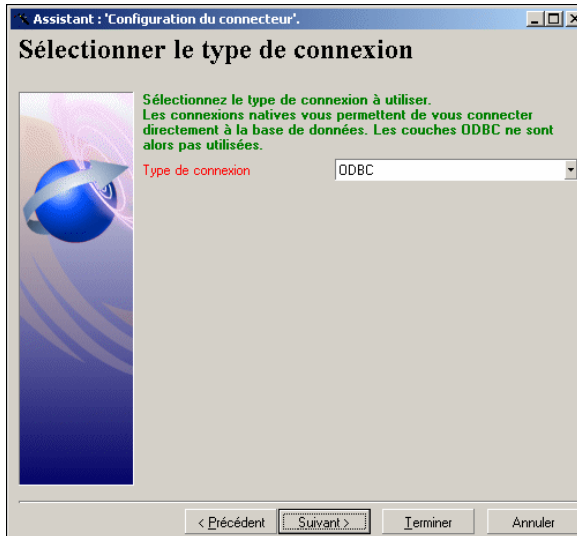 Assistant : 'Configuration du connecteur'.
Sélectionner le type de connexion
Sélectionnez le type de connexion à utiliser.
Les connexions natives vous permettent de vous connecter
directement à la base de données. Les couches ODBC ne sont
alors pas utilisées.
Type de connexion ODBC
< Précédent Suivant > Terminer Annuler